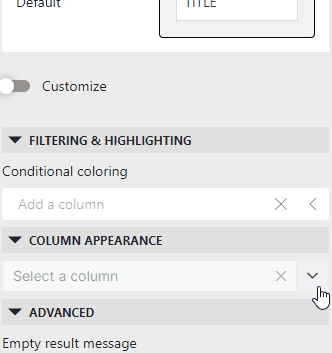 Default
TITLE
Customize
FILTERING & HIGHLIGHTING
Conditional coloring
Add a column
COLUMN APPEARANCE
Select a column
ADVANCED
Empty result message